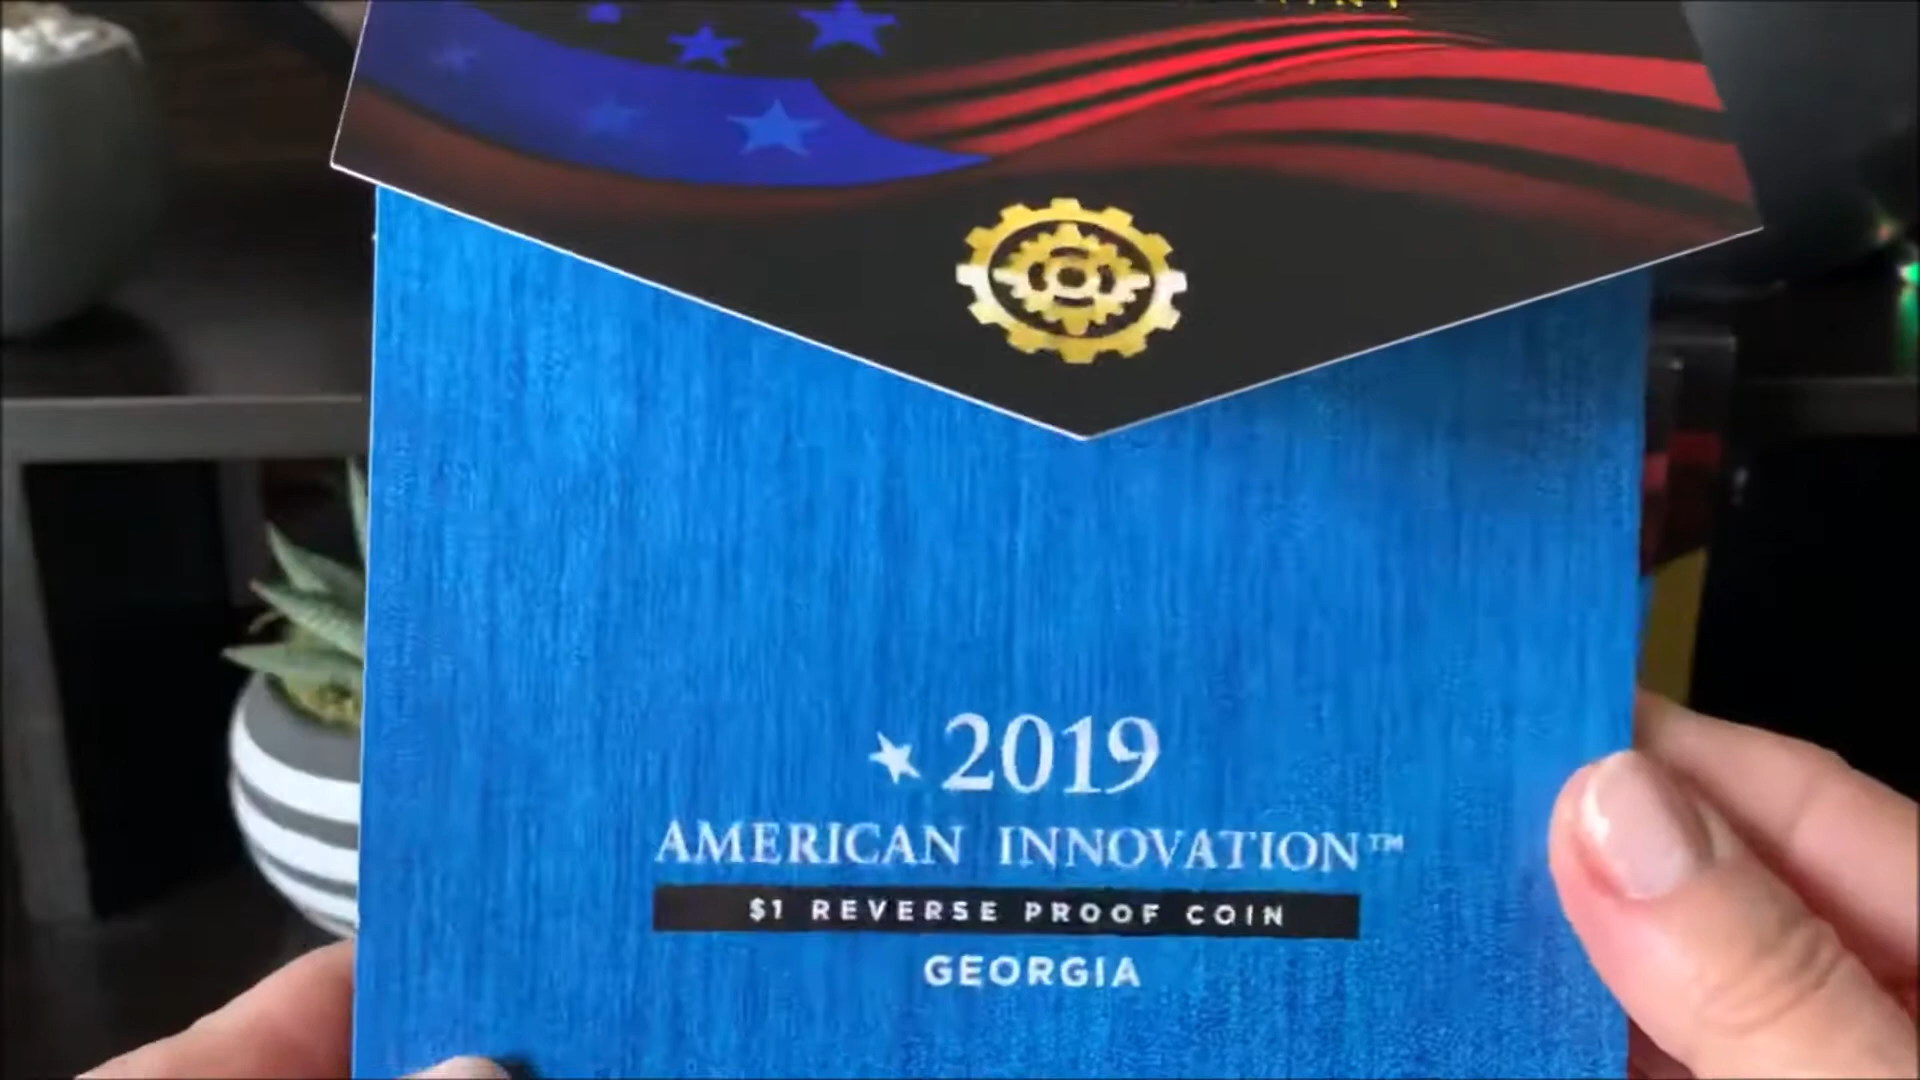 2019
AMERICAN INNOVATION™
$1 REVERSE PROOF COIN
GEORGIA